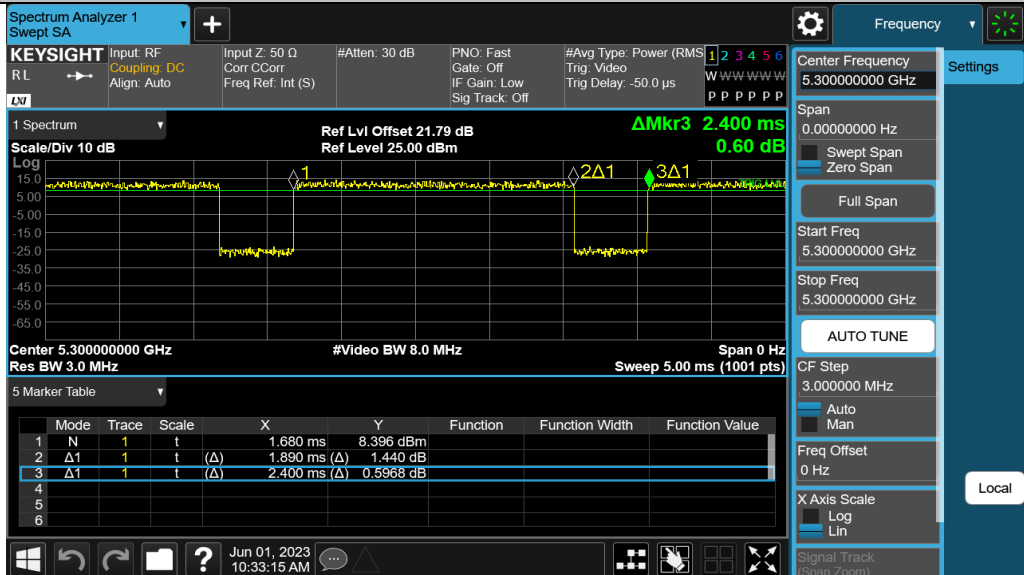 Spectrum Analyzer 1
Swept SA
+
Frequency
KEYSIGHT
RL
LXI
Input: RF
Coupling: DC
Align: Auto
Input Z: 50 Ω
Corr CCorr
Freq Ref: Int (S)
#Atten: 30 dB
PNO: Fast
Gate: Off
IF Gain: Low
Sig Track: Off
#Avg Type: Power (RMS
Trig: Video
Trig Delay: -50.0 µs
1 2 3 4 5 6
W W W W W W
P P P P P P
1 Spectrum
Scale/Div 10 dB
Ref Lvl Offset 21.79 dB
Ref Level 25.00 dBm
ΔMkr3 2.400 ms
0.60 dB
Log
15.0
5.00
-5.00
-15.0
-25.0
-35.0
-45.0
-55.0
-65.0
1
2Δ1
3Δ1
Center 5.300000000 GHz
#Video BW 8.0 MHz
Span 0 Hz
Res BW 3.0 MHz
Sweep 5.00 ms (1001 pts)
5 Marker Table
Mode Trace Scale X Y Function Function Width Function Value
1 N 1 t 1.680 ms 8.396 dBm
2 Δ1 1 t (Δ) 1.890 ms (Δ) 1.440 dB
3 Δ1 1 t (Δ) 2.400 ms (Δ) 0.5968 dB
4
5
6
?
Jun 01, 2023
10:33:15 AM
Center Frequency
5.300000000 GHz
Settings
Span
0.00000000 Hz
Swept Span
Zero Span
Full Span
Start Freq
5.300000000 GHz
Stop Freq
5.300000000 GHz
AUTO TUNE
CF Step
3.000000 MHz
Auto
Man
Freq Offset
0 Hz
Local
X Axis Scale
Log
Lin
Signal Track
(Span Zoom)